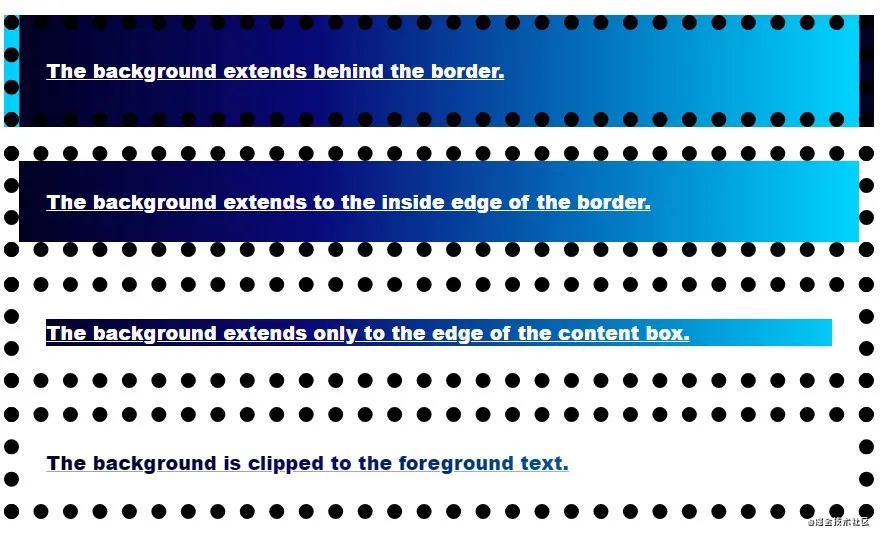 The background extends behind the border.
The background extends to the inside edge of the border.
The background extends only to the edge of the content box.
The background is clipped to the foreground text.
@掘金技术社区